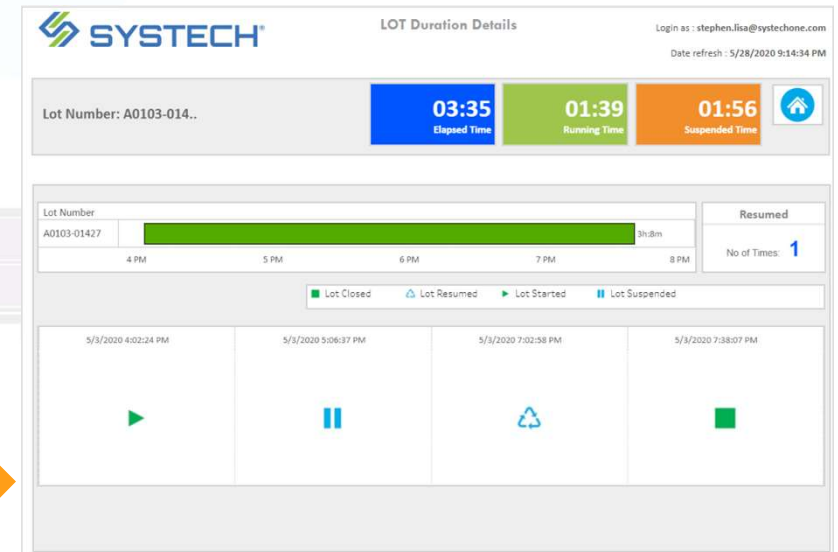 SYSTECH®
LOT Duration Details
Login as : stephen.lisa@systechone.com
Date refresh : 5/28/2020 9:14:34 PM
Lot Number: A0103-014..
03:35
Elapsed Time
01:39
Running Time
01:56
Suspended Time
Lot Number
A0103-01427
3h:8m
4 PM 5 PM 6 PM 7 PM 8 PM
Resumed
No of Times: 1
Lot Closed Lot Resumed Lot Started Lot Suspended
5/3/2020 4:02:24 PM 5/3/2020 5:06:37 PM 5/3/2020 7:02:58 PM 5/3/2020 7:38:07 PM